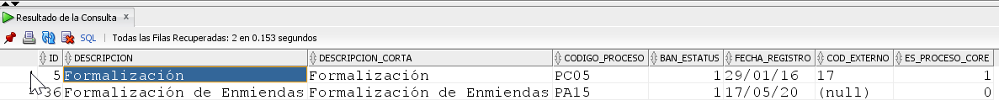 Resultado de la Consulta x
SQL | Todas las Filas Recuperadas: 2 en 0.153 segundos
ID DESCRIPCION DESCRIPCION_CORTA CODIGO_PROCESO BAN_ESTATUS FECHA_REGISTRO COD_EXTERNO ES_PROCESO_CORE
5 Formalización Formalización PC05 1 29/01/16 17 1
36 Formalización de Enmiendas Formalización de Enmiendas PA15 1 17/05/20 (null) 0